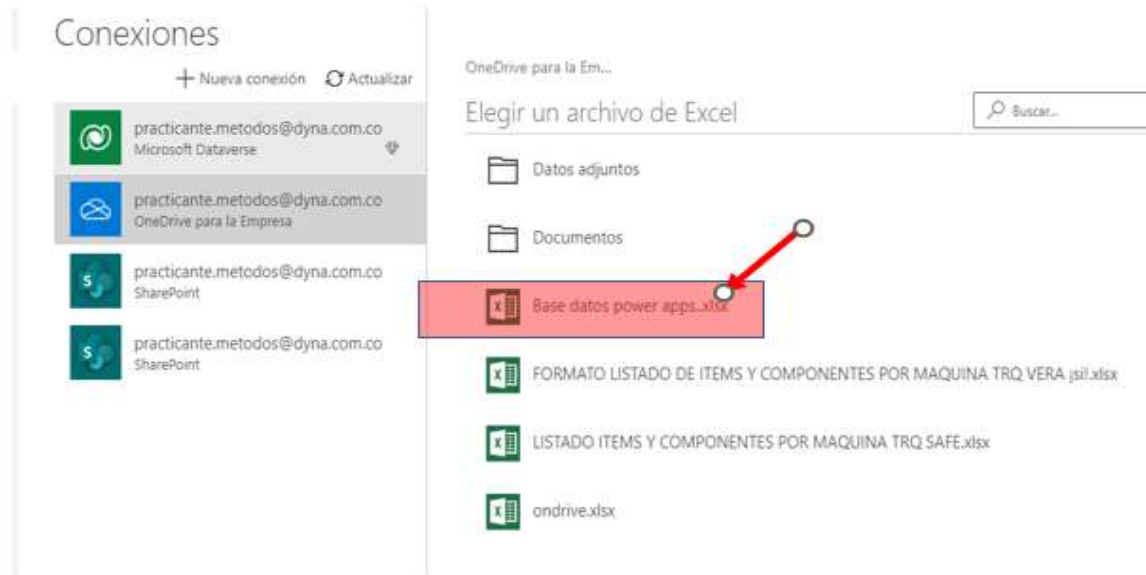 Conexiones
Nueva conexión Actualizar
practicante.metodos@dyna.com.co
Microsoft Dataverse
practicante.metodos@dyna.com.co
OneDrive para la Empresa
practicante.metodos@dyna.com.co
SharePoint
practicante.metodos@dyna.com.co
SharePoint
OneDrive para la Em...
Elegir un archivo de Excel
Buscar...
Datos adjuntos
Documentos
Base datos power apps..xlsx
FORMATO LISTADO DE ITEMS Y COMPONENTES POR MAQUINA TRQ VERA ¡si!.xlsx
LISTADO ITEMS Y COMPONENTES POR MAQUINA TRQ SAFE.xlsx
ondrive.xlsx